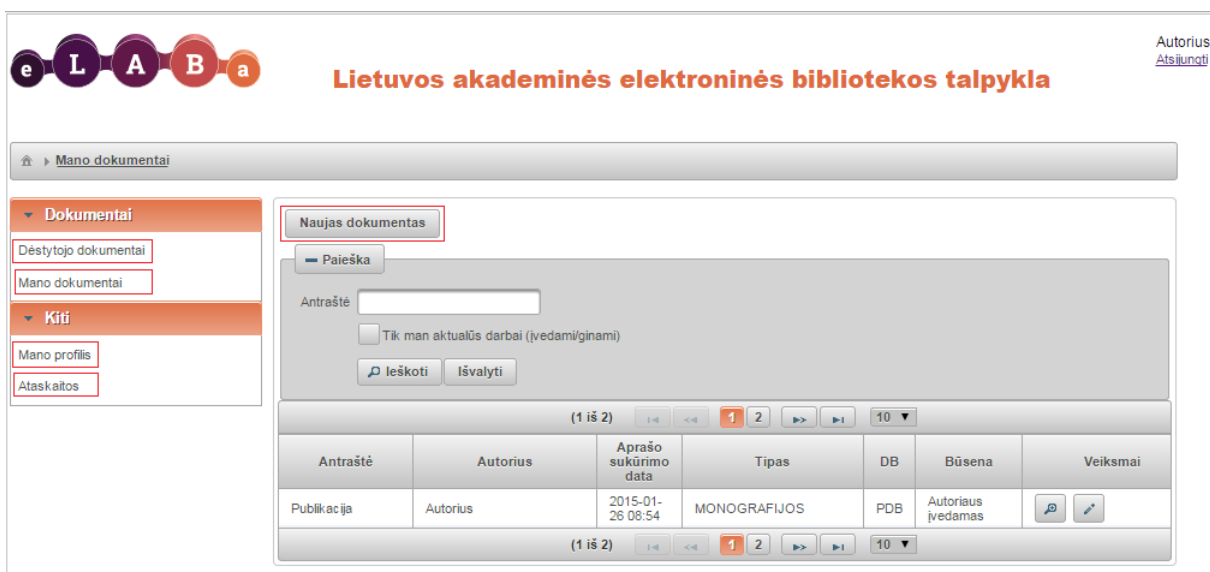 eLABa
Autorius
Atsijungti
Lietuvos akademinės elektroninės bibliotekos talpykla
Mano dokumentai
Dokumentai
Dėstytojo dokumentai
Mano dokumentai
Kiti
Mano profilis
Ataskaitos
Naujas dokumentas
Paieška
Antraštė
Tik man aktualūs darbai (įvedami/ginami)
Ieškoti Išvalyti
(1 iš 2) 1 2 10
Antraštė Autorius Aprašo sukūrimo data Tipas DB Būsena Veiksmai
Publikacija Autorius 2015-01-26 08:54 MONOGRAFIJOS PDB Autoriaus įvedamas
(1 iš 2) 1 2 10